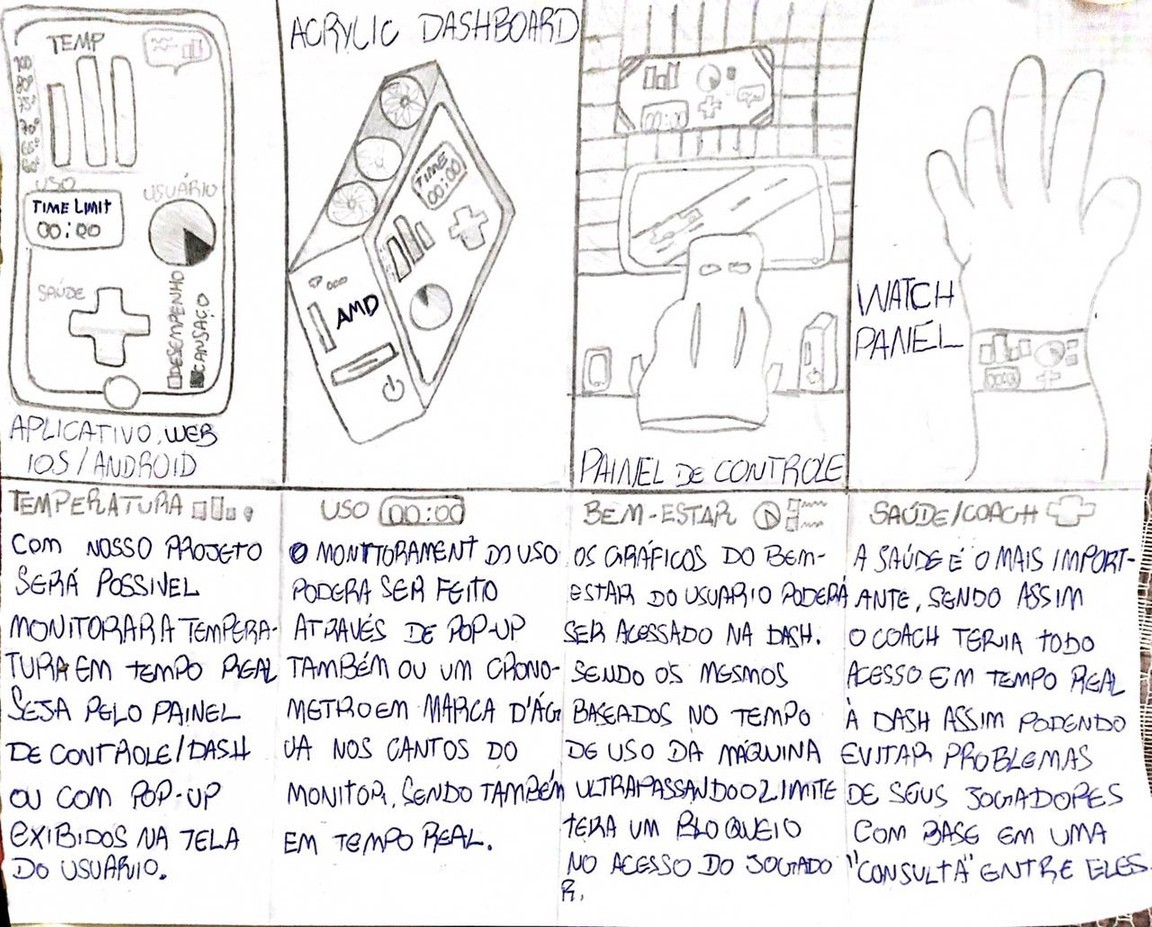 TEMP
90°
80°
75°
70°
65°
60°
USO
TIME LIMIT
00:00
USUÁRIO
SAÚDE
DESEMPENHO
CANSAÇO
APLICATIVO, WEB
IOS/ANDROID
ACRYLIC DASHBOARD
TIME
00:00
AMD
00:00
PAINEL DE CONTROLE
WATCH
PANEL
00:00
TEMPERATURA
COM NOSSO PROJETO
SERÁ POSSIVEL
MONITORAR A TEMPERA-
TURA EM TEMPO REAL
SEJA PELO PAINEL
DE CONTROLE/DASH
OU COM POP-UP
EXIBIDOS NA TELA
DO USUÁRIO.
USO 00:00
O MONITORAMENT DO USO
PODERA SER FEITO
ATRAVÉS DE POP-UP
TAMBÉM OU UM CRONO-
METRO EM MARCA D'ÁG
UA NOS CANTOS DO
MONITOR, SENDO TAMBÉM
EM TEMPO REAL.
BEM-ESTAR
OS GRÁFICOS DO BEM-
ESTAR DO USUARIO PODERÁ
SER ACESSADO NA DASH.
SENDO OS MESMOS
BASEADOS NO TEMPO
DE USO DA MÁQUINA
ULTRAPASSANDO O LIMITE
TERA UM BLOQUEIO
NO ACESSO DO JOGADO
R.
SAÚDE/COACH
A SAÚDE É O MAIS IMPORT-
ANTE, SENDO ASSIM
O COACH TERIA TODO
ACESSO EM TEMPO REAL
À DASH ASSIM PODENDO
EVITAR PROBLEMAS
DE SEUS JOGADORES
COM BASE EM UMA
"CONSULTA" ENTRE ELES.